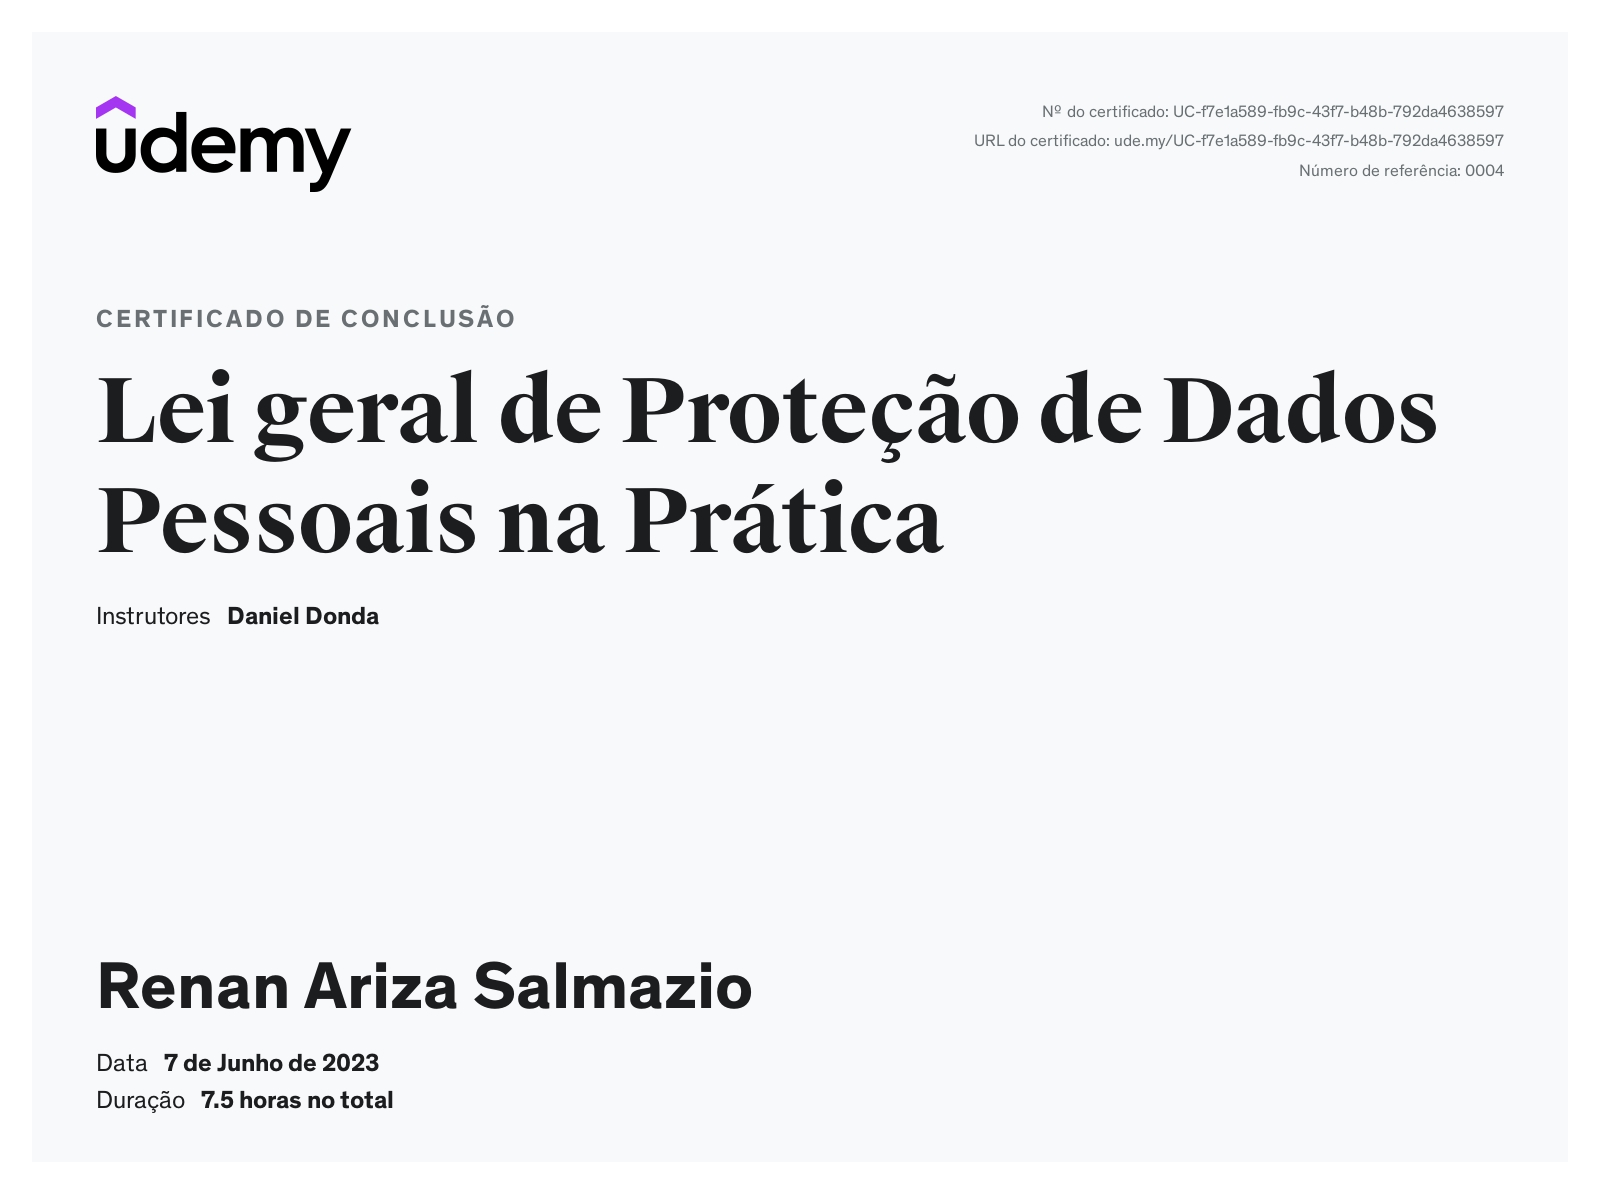 udemy
Nº do certificado: UC-f7e1a589-fb9c-43f7-b48b-792da4638597
URL do certificado: ude.my/UC-f7e1a589-fb9c-43f7-b48b-792da4638597
Número de referência: 0004
CERTIFICADO DE CONCLUSÃO
Lei geral de Proteção de Dados
Pessoais na Prática
Instrutores Daniel Donda
Renan Ariza Salmazio
Data 7 de Junho de 2023
Duração 7.5 horas no total